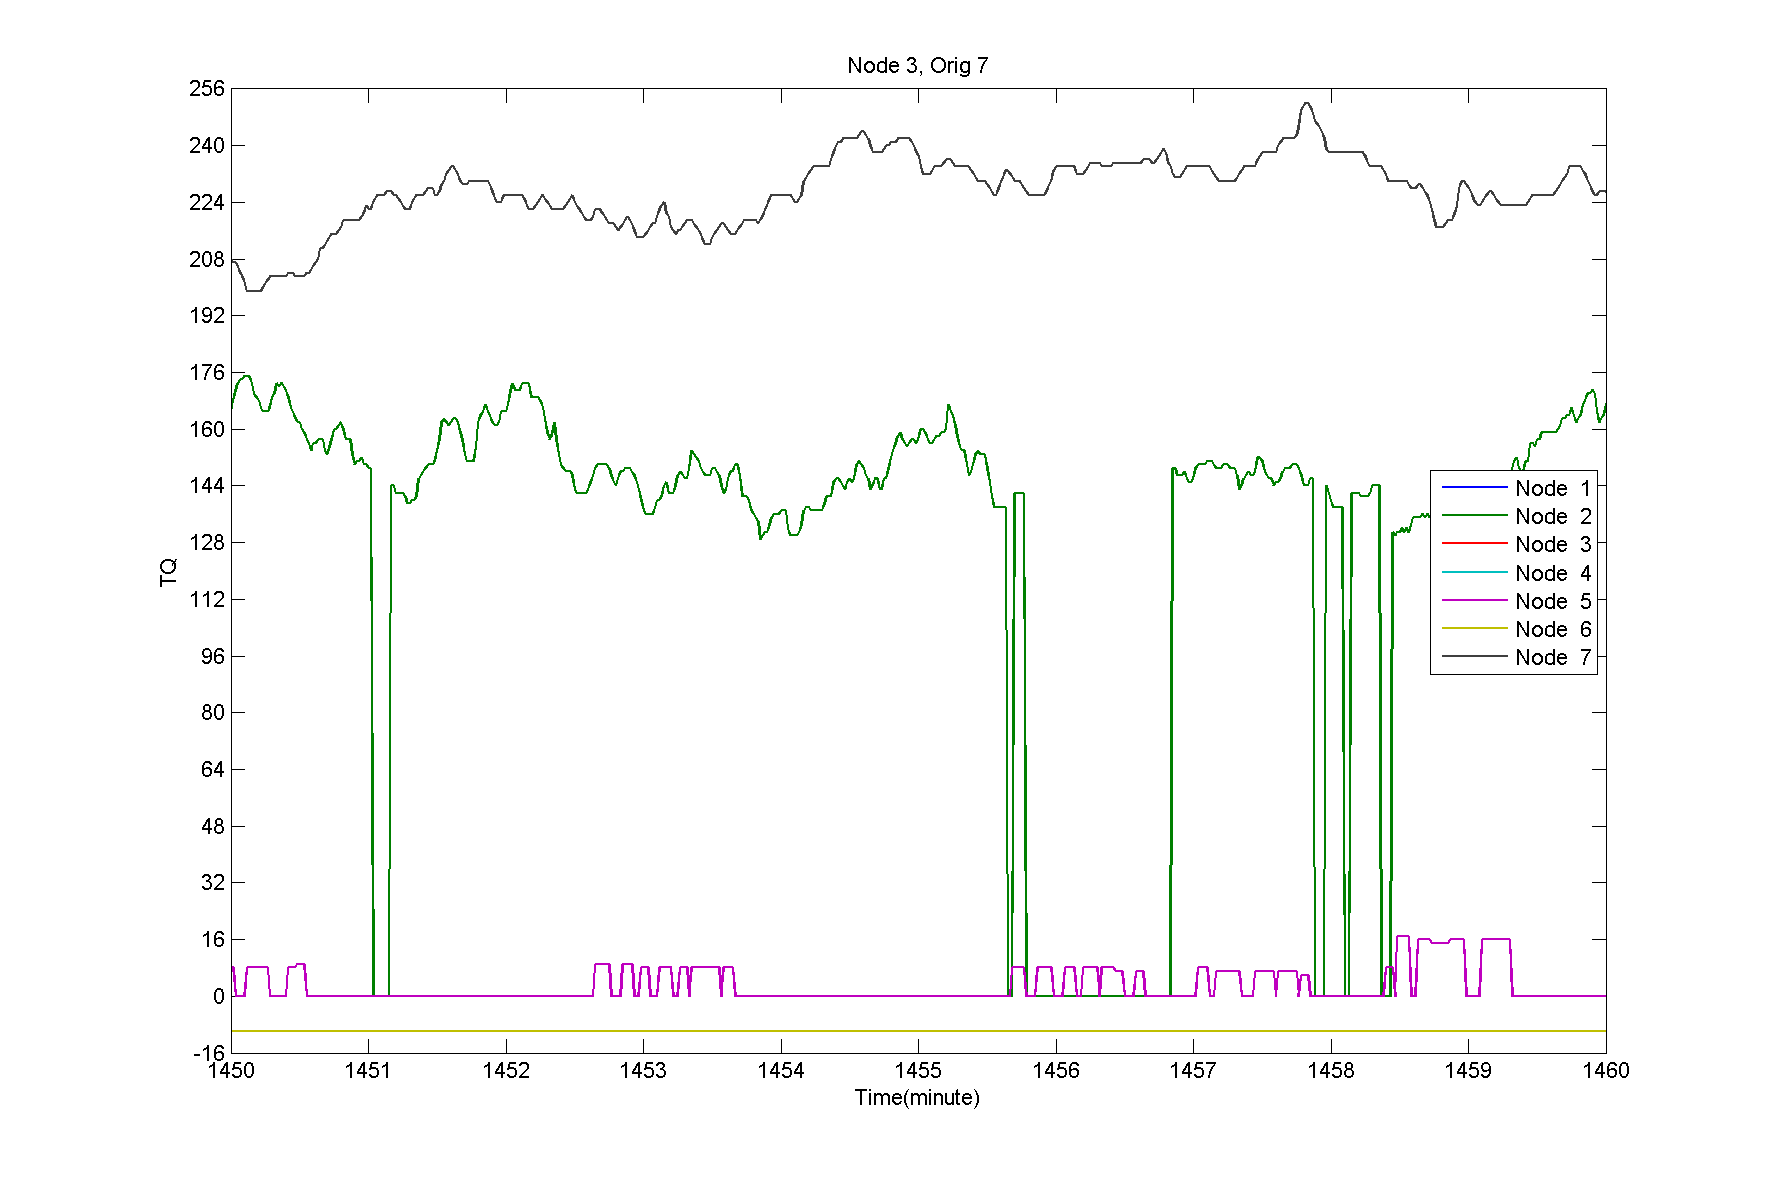 Node 3, Orig 7
256
240
224
208
192
176
160
144
128
112
96
80
64
48
32
16
0
-16
TQ
Node 1
Node 2
Node 3
Node 4
Node 5
Node 6
Node 7
1450 1451 1452 1453 1454 1455 1456 1457 1458 1459 1460
Time(minute)